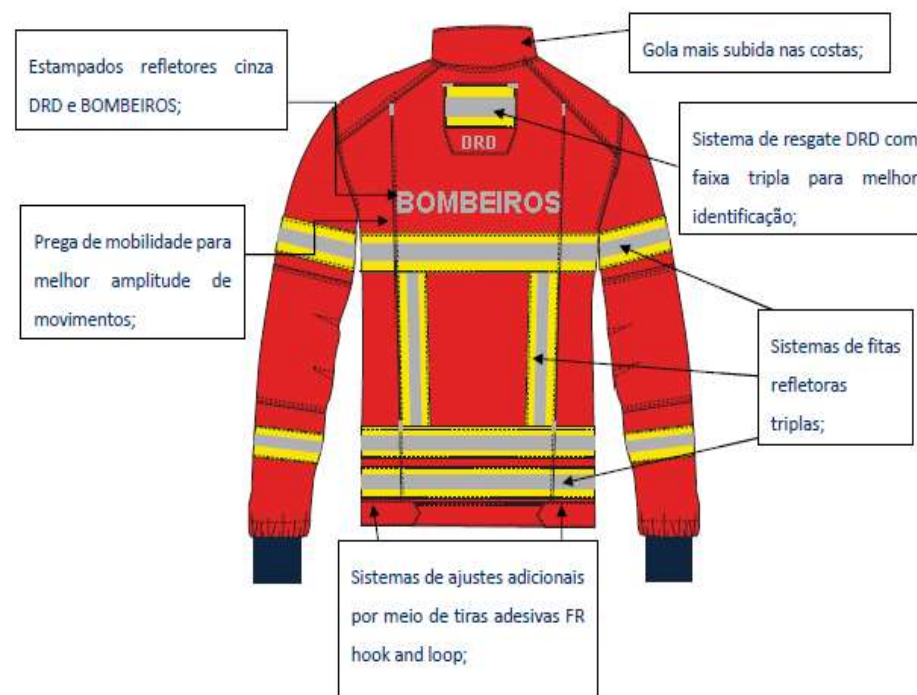 Gola mais subida nas costas;
Estampados refletores cinza
DRD e BOMBEIROS;
Sistema de resgate DRD com
faixa tripla para melhor
identificação;
DRD
BOMBEIROS
Prega de mobilidade para
melhor amplitude de
movimentos;
Sistemas de fitas
refletoras
triplas;
Sistemas de ajustes adicionais
por meio de tiras adesivas FR
hook and loop;